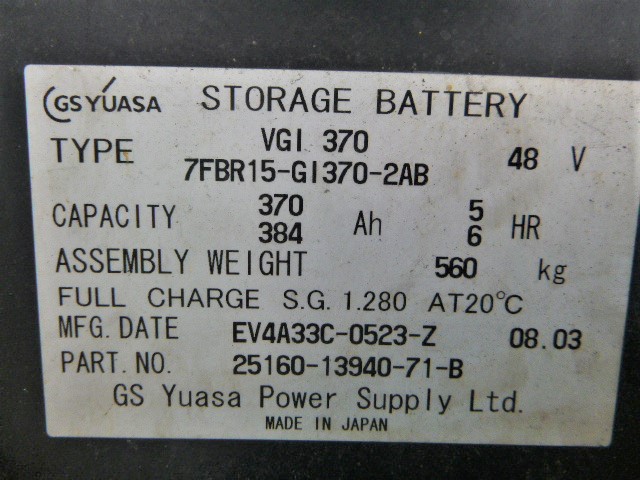 GS YUASA STORAGE BATTERY
TYPE VGI 370 48 V
7FBR15-GI370-2AB
CAPACITY 370 Ah 5 HR
384 6
ASSEMBLY WEIGHT 560 kg
FULL CHARGE S.G. 1.280 AT20°C
MFG. DATE EV4A33C-0523-Z 08.03
PART. NO. 25160-13940-71-B
GS Yuasa Power Supply Ltd.
MADE IN JAPAN